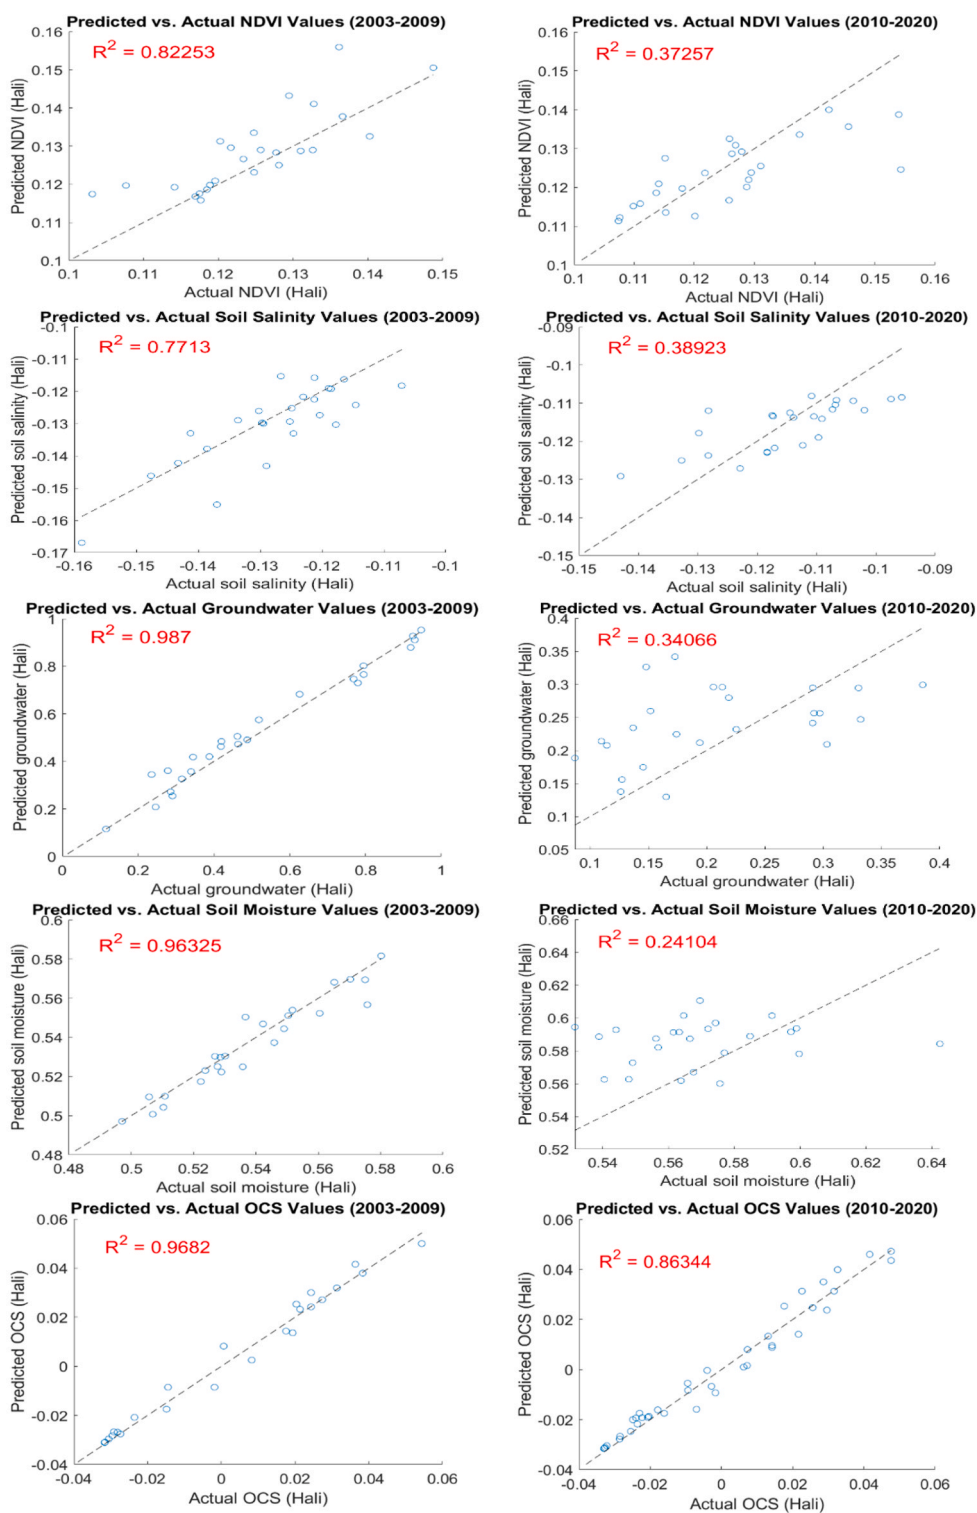 Predicted vs. Actual NDVI Values (2003-2009)
R² = 0.82253
0.16
0.15
0.14
0.13
0.12
0.11
0.1
Predicted NDVI (Hali)
0.1 0.11 0.12 0.13 0.14 0.15
Actual NDVI (Hali)
Predicted vs. Actual NDVI Values (2010-2020)
R² = 0.37257
0.16
0.15
0.14
0.13
0.12
0.11
0.1
Predicted NDVI (Hali)
0.1 0.11 0.120 0.13 0.14 0.15 0.16
Actual NDVI (Hali)
Predicted vs. Actual Soil Salinity Values (2003-2009)
R² = 0.7713
-0.1
-0.11
-0.12
-0.13
-0.14
-0.15
-0.16
-0.17
Predicted soil salinity (Hali)
-0.16 -0.15 -0.14 -0.13 -0.12 -0.11 -0.1
Actual soil salinity (Hali)
Predicted vs. Actual Soil Salinity Values (2010-2020)
R² = 0.38923
-0.09
-0.1
-0.11
-0.12
-0.13
-0.14
-0.15
Predicted soil salinity (Hali)
-0.15 -0.14 -0.13 -0.12 -0.11 -0.1 -0.09
Actual soil salinity (Hali)
Predicted vs. Actual Groundwater Values (2003-2009)
R² = 0.987
1
0.8
0.6
0.4
0.2
0
Predicted groundwater (Hali)
0 0.2 0.4 0.6 0.8 1
Actual groundwater (Hali)
Predicted vs. Actual Groundwater Values (2010-2020)
R² = 0.34066
0.4
0.35
0.3
0.25
0.2
0.15
0.1
0.05
Predicted groundwater (Hali)
0.1 0.15 0.2 0.25 0.3 0.35 0.4
Actual groundwater (Hali)
Predicted vs. Actual Soil Moisture Values (2003-2009)
R² = 0.96325
0.6
0.58
0.56
0.54
0.52
0.5
0.48
Predicted soil moisture (Hali)
0.48 0.5 0.52 0.54 0.56 0.58 0.6
Actual soil moisture (Hali)
Predicted vs. Actual Soil Moisture Values (2010-2020)
R² = 0.24104
0.66
0.64
0.62
0.6
0.58
0.56
0.54
0.52
Predicted soil moisture (Hali)
0.54 0.56 0.58 0.6 0.62 0.64
Actual soil moisture (Hali)
Predicted vs. Actual OCS Values (2003-2009)
R² = 0.9682
0.06
0.04
0.02
0
-0.02
-0.04
Predicted OCS (Hali)
-0.04 -0.02 0 0.02 0.04 0.06
Actual OCS (Hali)
Predicted vs. Actual OCS Values (2010-2020)
R² = 0.86344
0.06
0.04
0.02
0
-0.02
-0.04
Predicted OCS (Hali)
-0.04 -0.02 0 0.02 0.04 0.06
Actual OCS (Hali)